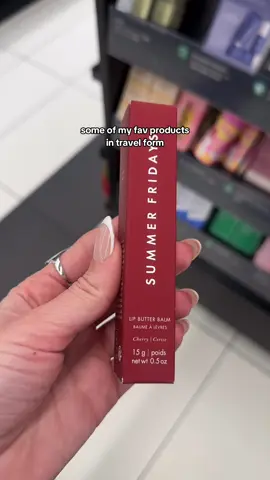 some of my fav products
in travel form
SUMMER FRIDAYS
LIP BUTTER BALM
BAUME À LÈVRES
Cherry | Cerise
15 g | poids
net wt 0.5 oz